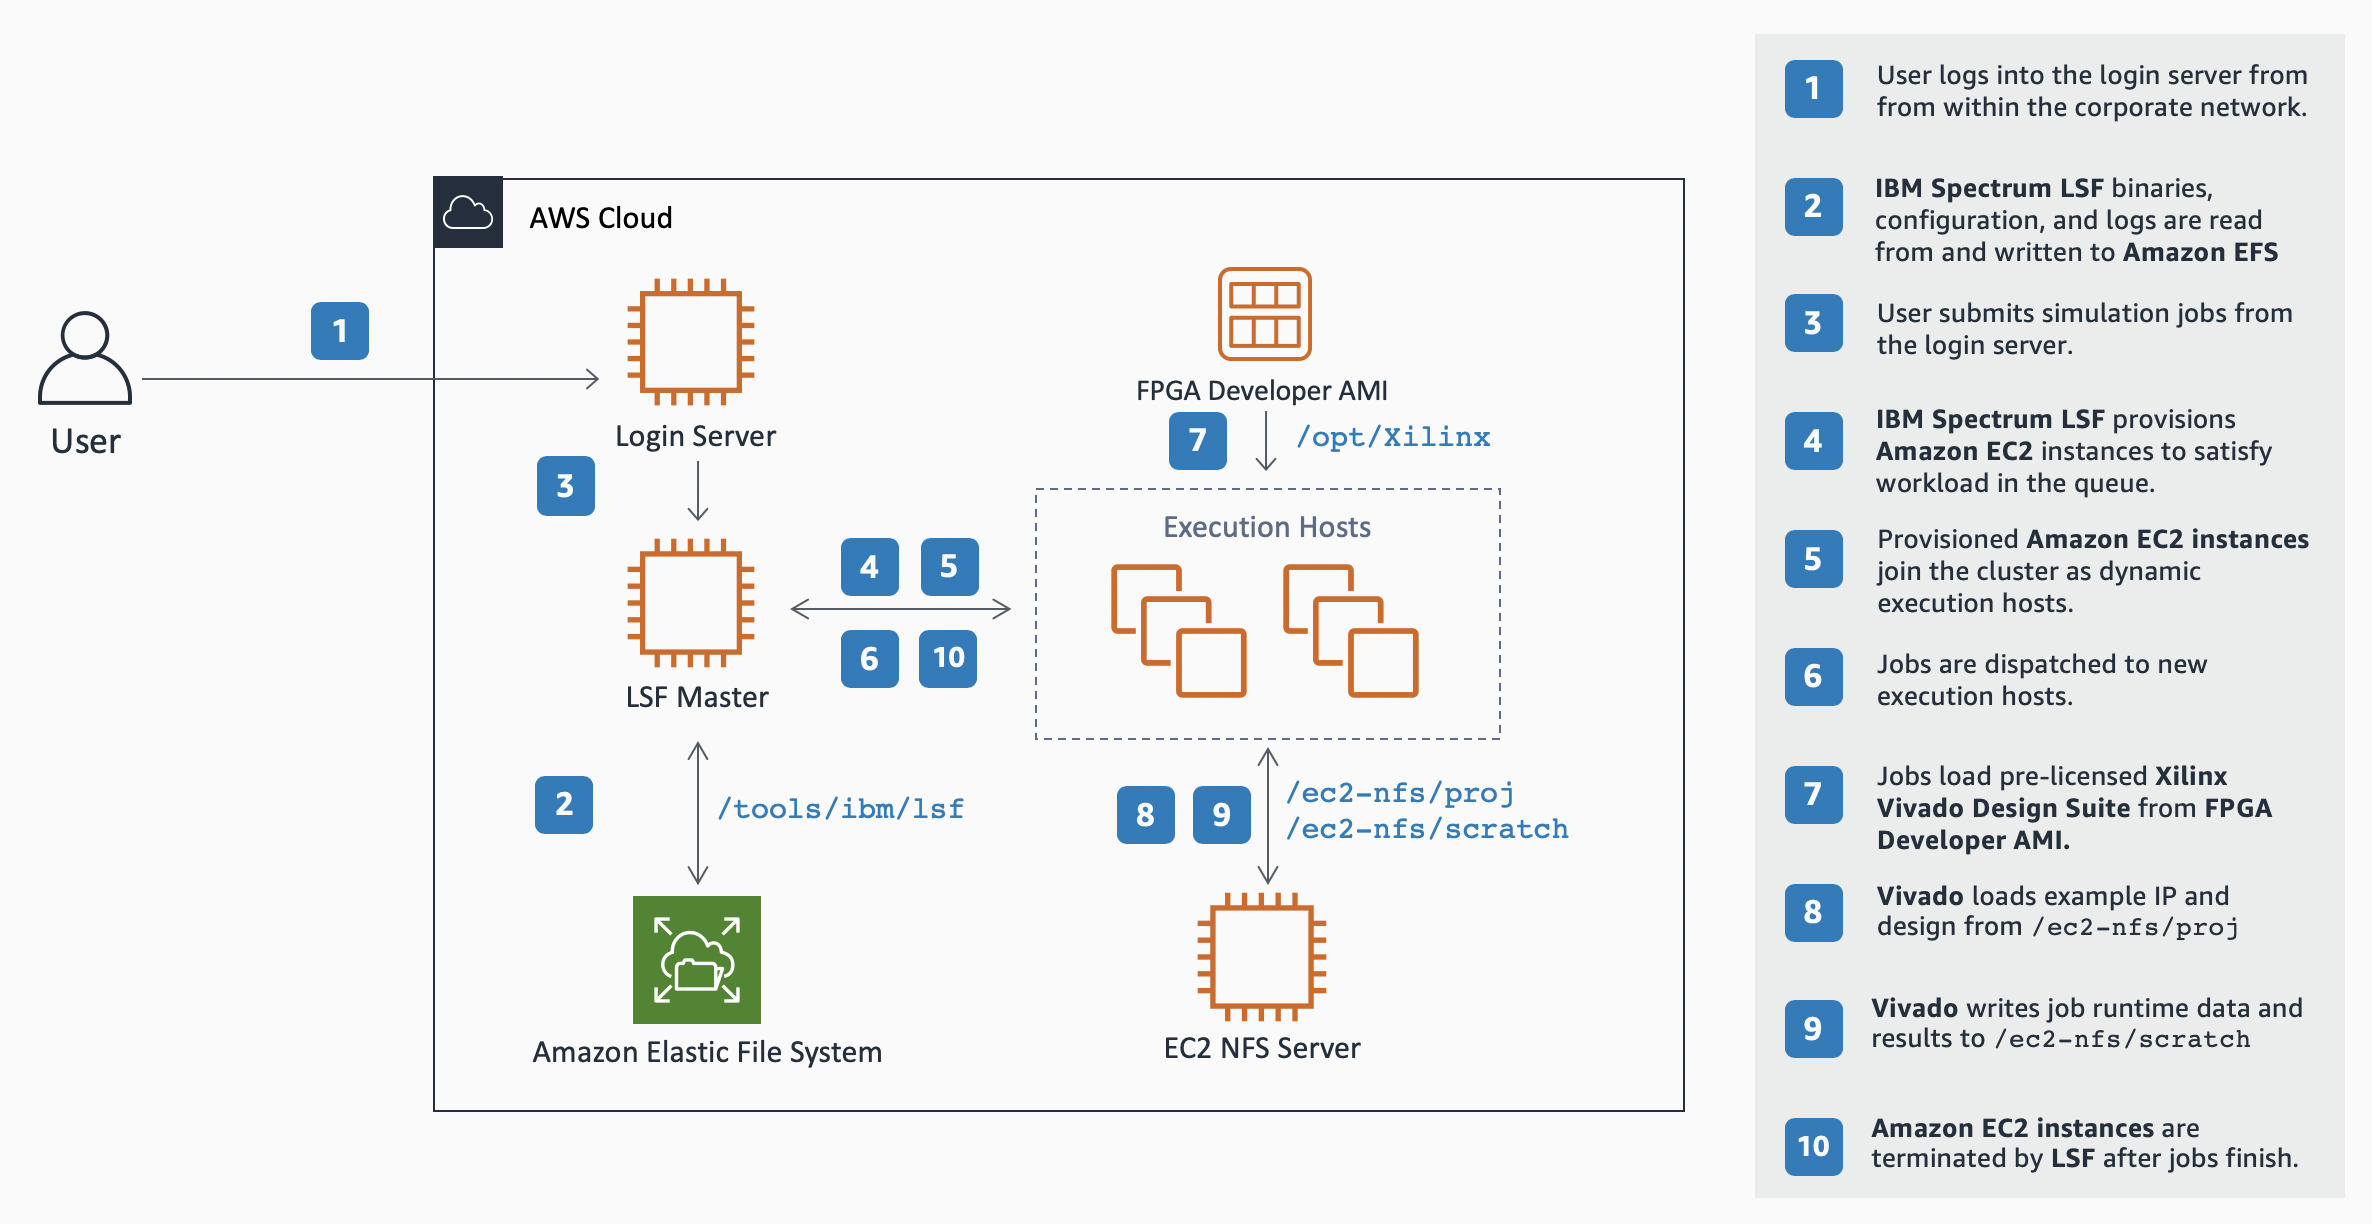 AWS Cloud
1
User
Login Server
3
LSF Master
4
5
6
10
2
/tools/ibm/lsf
Amazon Elastic File System
FPGA Developer AMI
7
/opt/Xilinx
Execution Hosts
8
9
/ec2-nfs/proj
/ec2-nfs/scratch
EC2 NFS Server
1
User logs into the login server from
from within the corporate network.
2
IBM Spectrum LSF binaries,
configuration, and logs are read
from and written to Amazon EFS
3
User submits simulation jobs from
the login server.
4
IBM Spectrum LSF provisions
Amazon EC2 instances to satisfy
workload in the queue.
5
Provisioned Amazon EC2 instances
join the cluster as dynamic
execution hosts.
6
Jobs are dispatched to new
execution hosts.
7
Jobs load pre-licensed Xilinx
Vivado Design Suite from FPGA
Developer AMI.
8
Vivado loads example IP and
design from /ec2-nfs/proj
9
Vivado writes job runtime data and
results to /ec2-nfs/scratch
10
Amazon EC2 instances are
terminated by LSF after jobs finish.